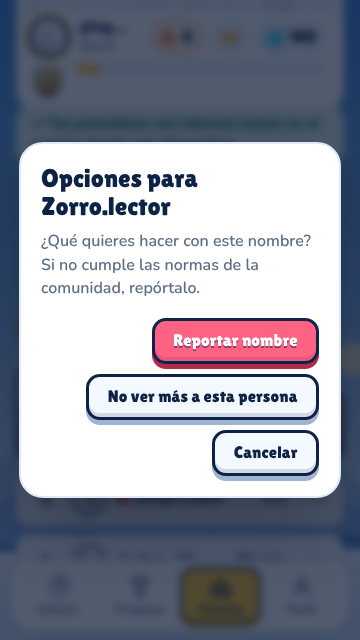 Opciones para
Zorro.lector
¿Qué quieres hacer con este nombre?
Si no cumple las normas de la
comunidad, repórtalo.
Reportar nombre
No ver más a esta persona
Cancelar